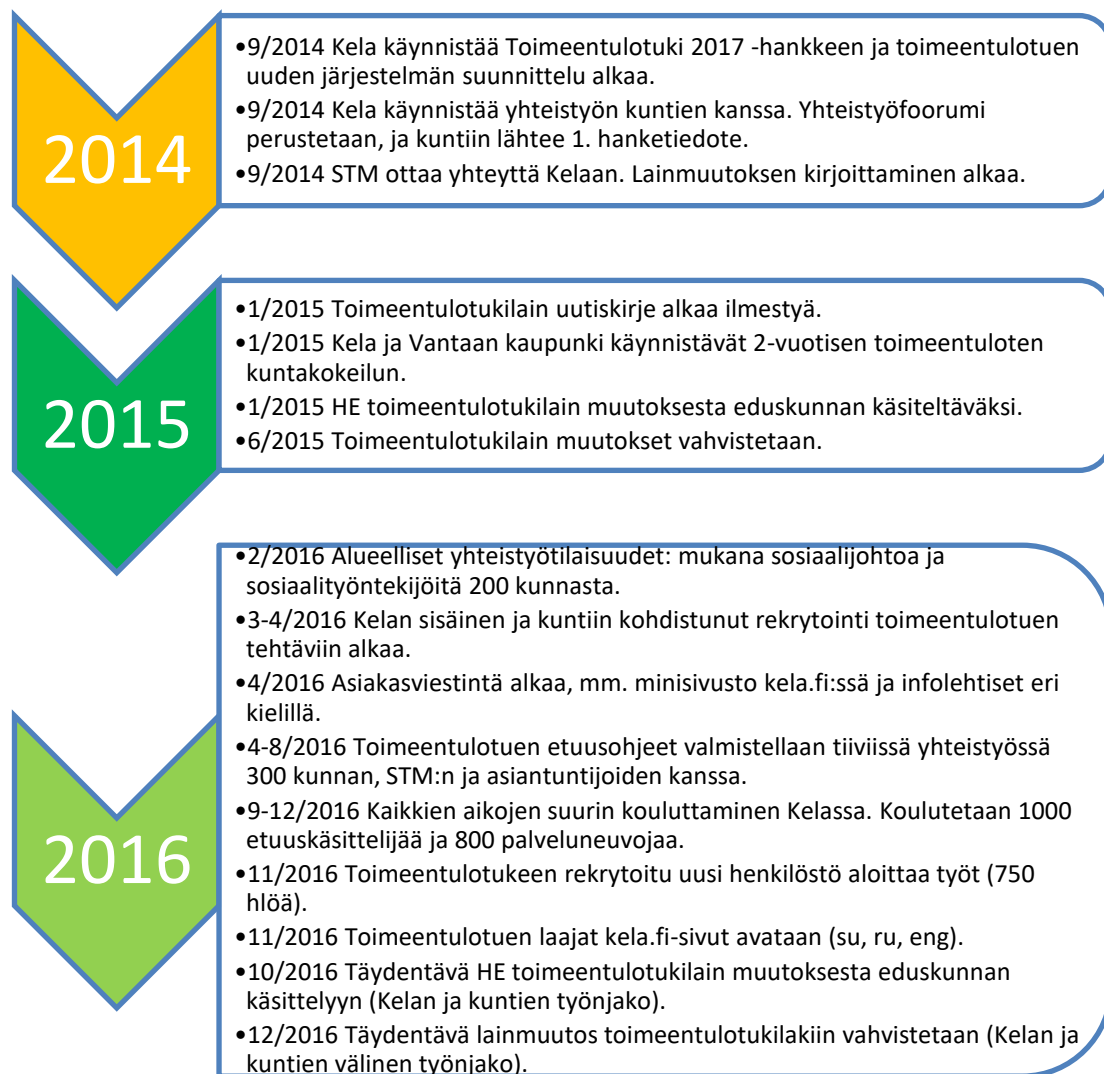 2014
•9/2014 Kela käynnistää Toimeentulotuki 2017 -hankkeen ja toimeentulotuen
uuden järjestelmän suunnittelu alkaa.
•9/2014 Kela käynnistää yhteistyön kuntien kanssa. Yhteistyöfoorumi
perustetaan, ja kuntiin lähtee 1. hanketiedote.
•9/2014 STM ottaa yhteyttä Kelaan. Lainmuutoksen kirjoittaminen alkaa.
2015
•1/2015 Toimeentulotukilain uutiskirje alkaa ilmestyä.
•1/2015 Kela ja Vantaan kaupunki käynnistävät 2-vuotisen toimeentuloten
kuntakokeilun.
•1/2015 HE toimeentulotukilain muutoksesta eduskunnan käsiteltäväksi.
•6/2015 Toimeentulotukilain muutokset vahvistetaan.
2016
•2/2016 Alueelliset yhteistyötilaisuudet: mukana sosiaalijohtoa ja
sosiaalityöntekijöitä 200 kunnasta.
•3-4/2016 Kelan sisäinen ja kuntiin kohdistunut rekrytointi toimeentulotuen
tehtäviin alkaa.
•4/2016 Asiakasviestintä alkaa, mm. minisivusto kela.fi:ssä ja infolehtiset eri
kielillä.
•4-8/2016 Toimeentulotuen etuusohjeet valmistellaan tiiviissä yhteistyössä
300 kunnan, STM:n ja asiantuntijoiden kanssa.
•9-12/2016 Kaikkien aikojen suurin kouluttaminen Kelassa. Koulutetaan 1000
etuuskäsittelijää ja 800 palveluneuvojaa.
•11/2016 Toimeentulotukeen rekrytoitu uusi henkilöstö aloittaa työt (750
hlöä).
•11/2016 Toimeentulotuen laajat kela.fi-sivut avataan (su, ru, eng).
•10/2016 Täydentävä HE toimeentulotukilain muutoksesta eduskunnan
käsittelyyn (Kelan ja kuntien työnjako).
•12/2016 Täydentävä lainmuutos toimeentulotukilakiin vahvistetaan (Kelan ja
kuntien välinen työnjako).